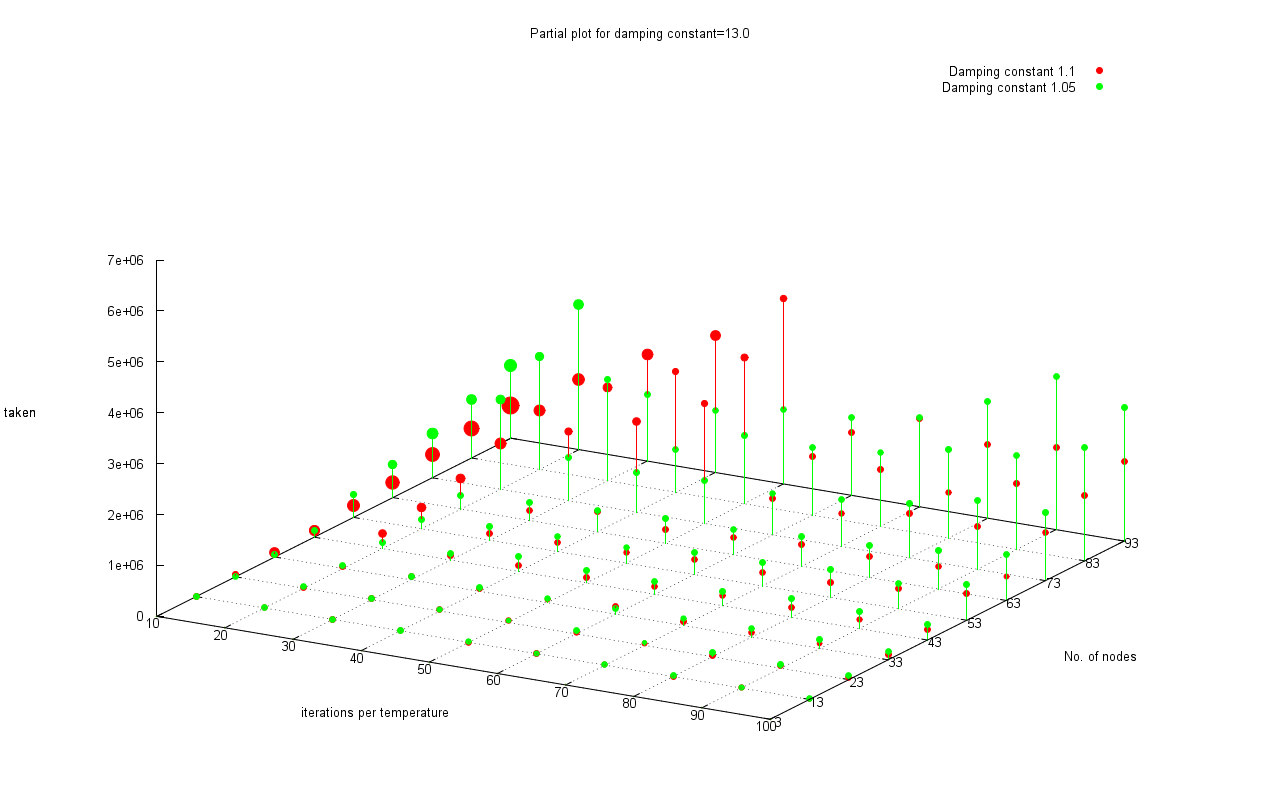 Partial plot for damping constant=13.0
Damping constant 1.1
Damping constant 1.05
7e+06
6e+06
5e+06
4e+06
3e+06
2e+06
1e+06
0
taken
10
20
30
40
50
60
70
80
90
100
iterations per temperature
3
13
23
33
43
53
63
73
83
93
No. of nodes